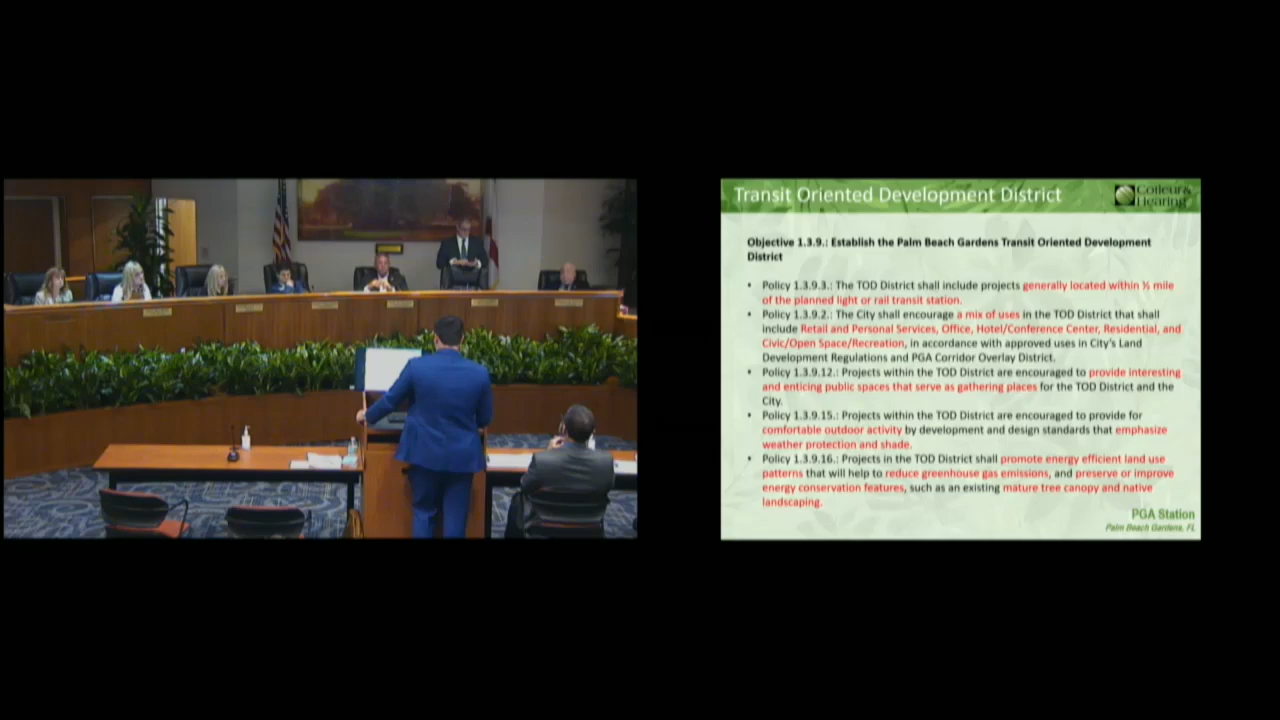 Transit Oriented Development District
Cotleur&
Hearing
Objective 1.3.9.: Establish the Palm Beach Gardens Transit Oriented Development
District
• Policy 1.3.9.3.: The TOD District shall include projects generally located within ½ mile
of the planned light or rail transit station.
• Policy 1.3.9.2.: The City shall encourage a mix of uses in the TOD District that shall
include Retail and Personal Services, Office, Hotel/Conference Center, Residential, and
Civic/Open Space/Recreation, in accordance with approved uses in City's Land
Development Regulations and PGA Corridor Overlay District.
• Policy 1.3.9.12.: Projects within the TOD District are encouraged to provide interesting
and enticing public spaces that serve as gathering places for the TOD District and the
City.
• Policy 1.3.9.15.: Projects within the TOD District are encouraged to provide for
comfortable outdoor activity by development and design standards that emphasize
weather protection and shade.
• Policy 1.3.9.16.: Projects in the TOD District shall promote energy efficient land use
patterns that will help to reduce greenhouse gas emissions, and preserve or improve
energy conservation features, such as an existing mature tree canopy and native
landscaping.
PGA Station
Palm Beach Gardens, FL